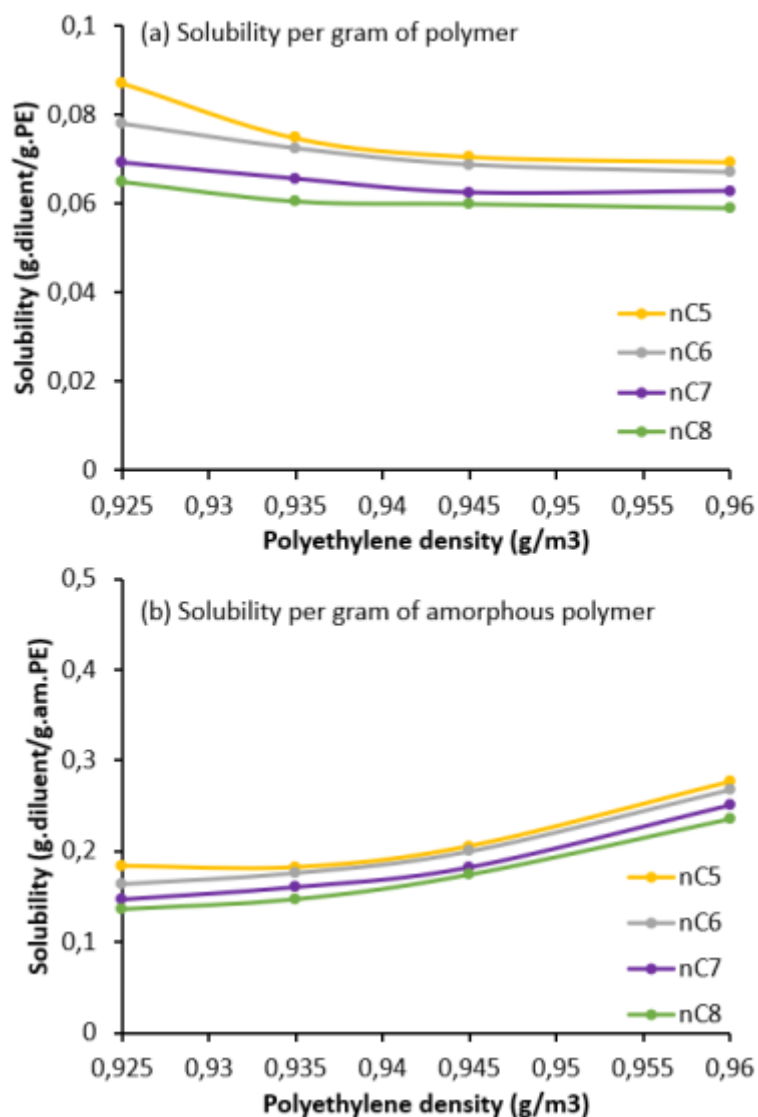 (a) Solubility per gram of polymer
Solubility (g.diluent/g.PE)
0,1
0,08
0,06
0,04
0,02
0
nC5
nC6
nC7
nC8
0,925 0,93 0,935 0,94 0,945 0,95 0,955 0,96
Polyethylene density (g/m3)
(b) Solubility per gram of amorphous polymer
Solubility (g.diluent/g.am.PE)
0,5
0,4
0,3
0,2
0,1
0
nC5
nC6
nC7
nC8
0,925 0,93 0,935 0,94 0,945 0,95 0,955 0,96
Polyethylene density (g/m3)